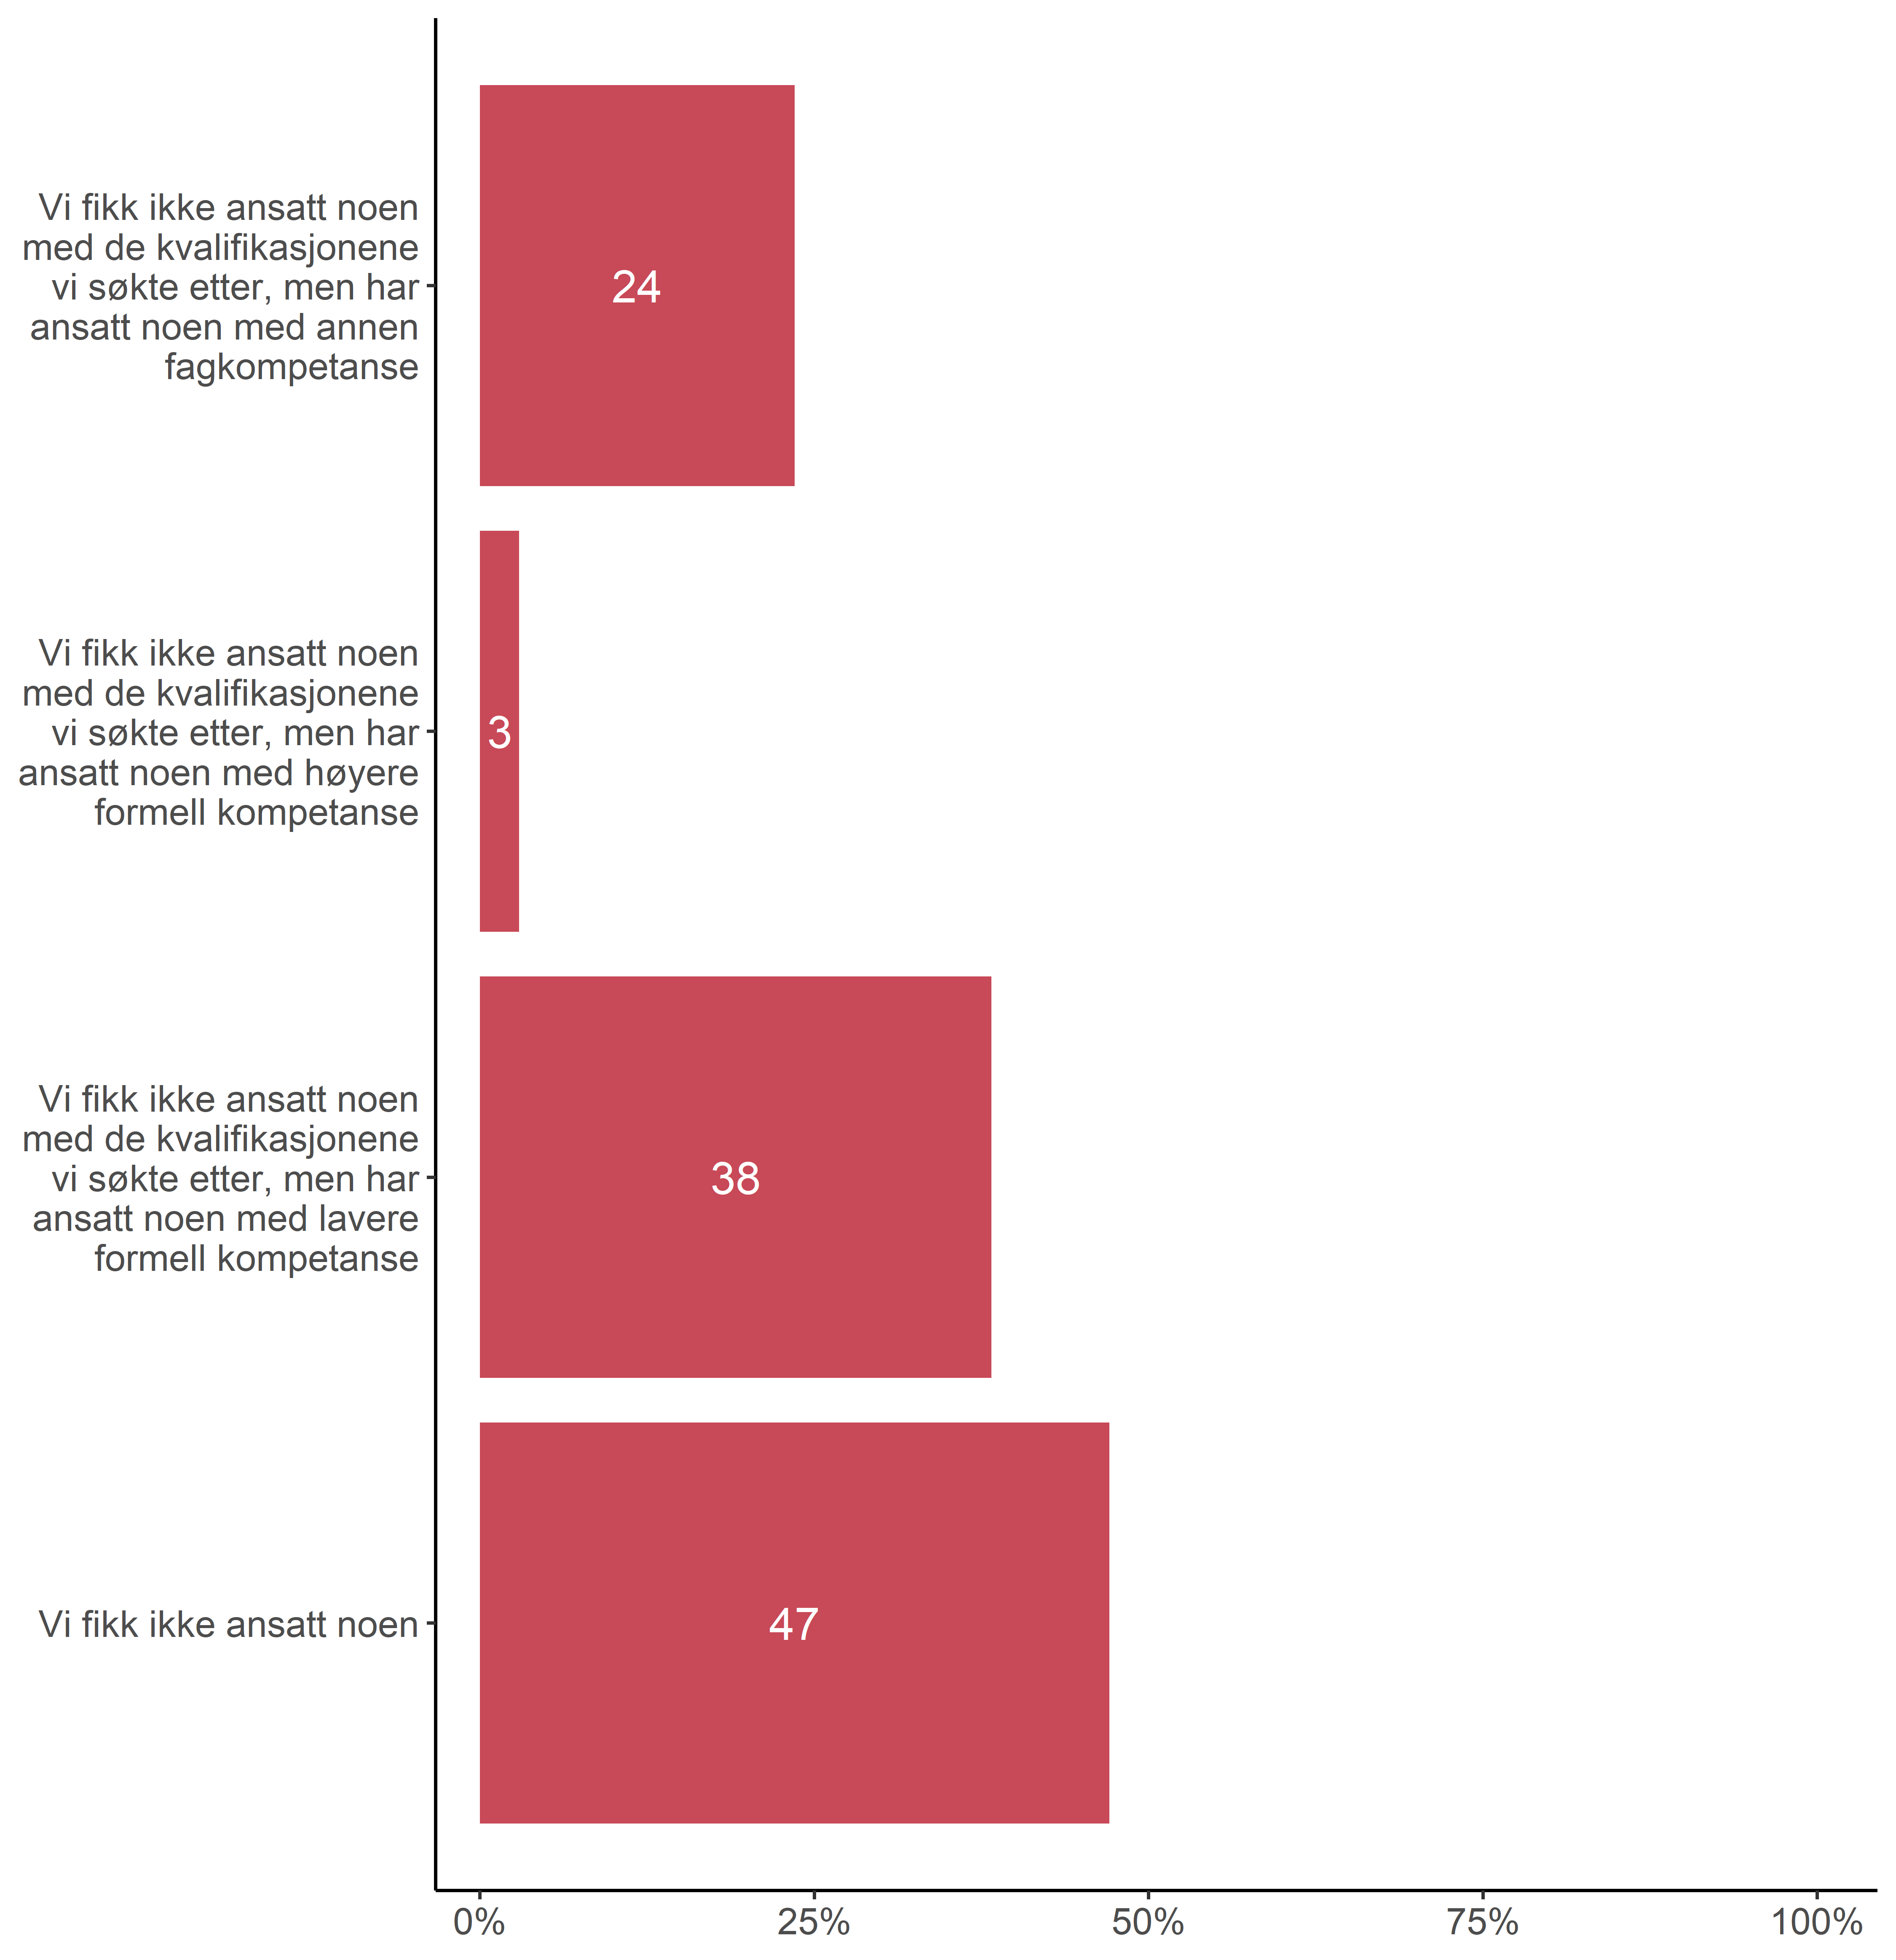 Vi fikk ikke ansatt noen
med de kvalifikasjonene
vi søkte etter, men har
ansatt noen med annen
fagkompetanse
24
Vi fikk ikke ansatt noen
med de kvalifikasjonene
vi søkte etter, men har
ansatt noen med høyere
formell kompetanse
3
Vi fikk ikke ansatt noen
med de kvalifikasjonene
vi søkte etter, men har
ansatt noen med lavere
formell kompetanse
38
Vi fikk ikke ansatt noen
47
0% 25% 50% 75% 100%